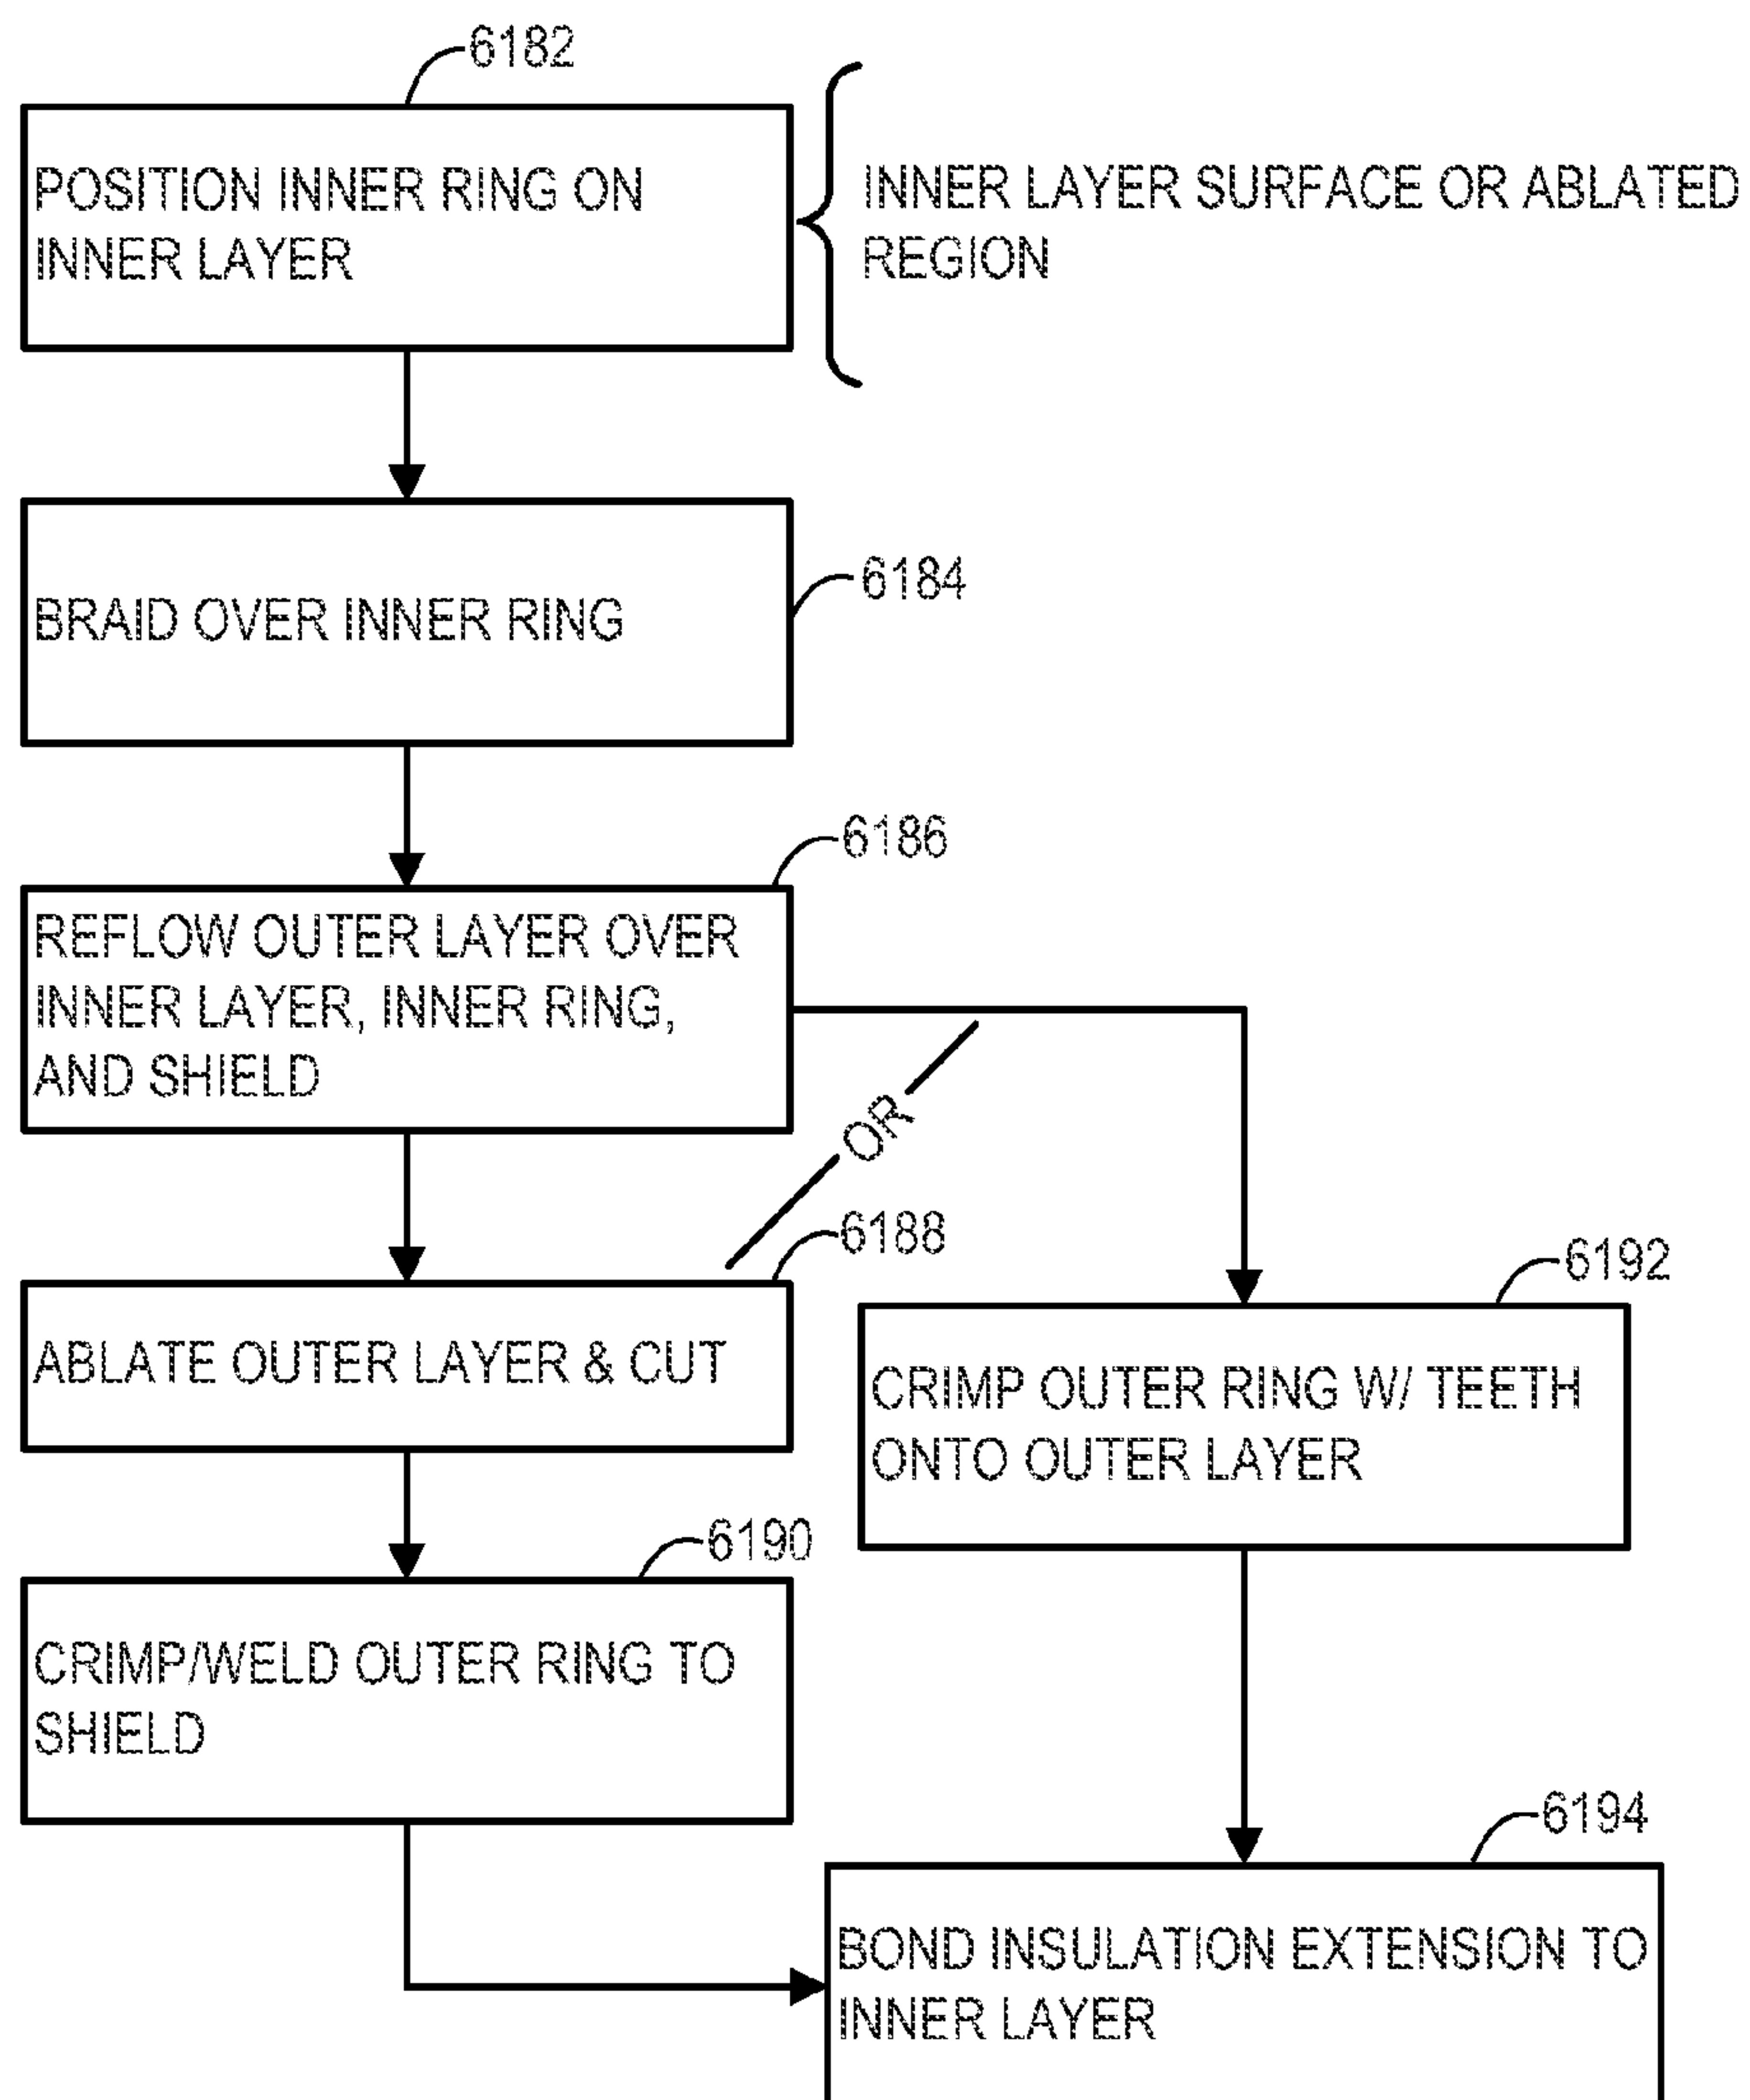 6182
POSITION INNER RING ON
INNER LAYER
INNER LAYER SURFACE OR ABLATED
REGION
BRAID OVER INNER RING
6184
6186
REFLOW OUTER LAYER OVER
INNER LAYER, INNER RING,
AND SHIELD
OR
6188
ABLATE OUTER LAYER & CUT
6192
CRIMP OUTER RING W/ TEETH
ONTO OUTER LAYER
6190
CRIMP/WELD OUTER RING TO
SHIELD
6194
BOND INSULATION EXTENSION TO
INNER LAYER